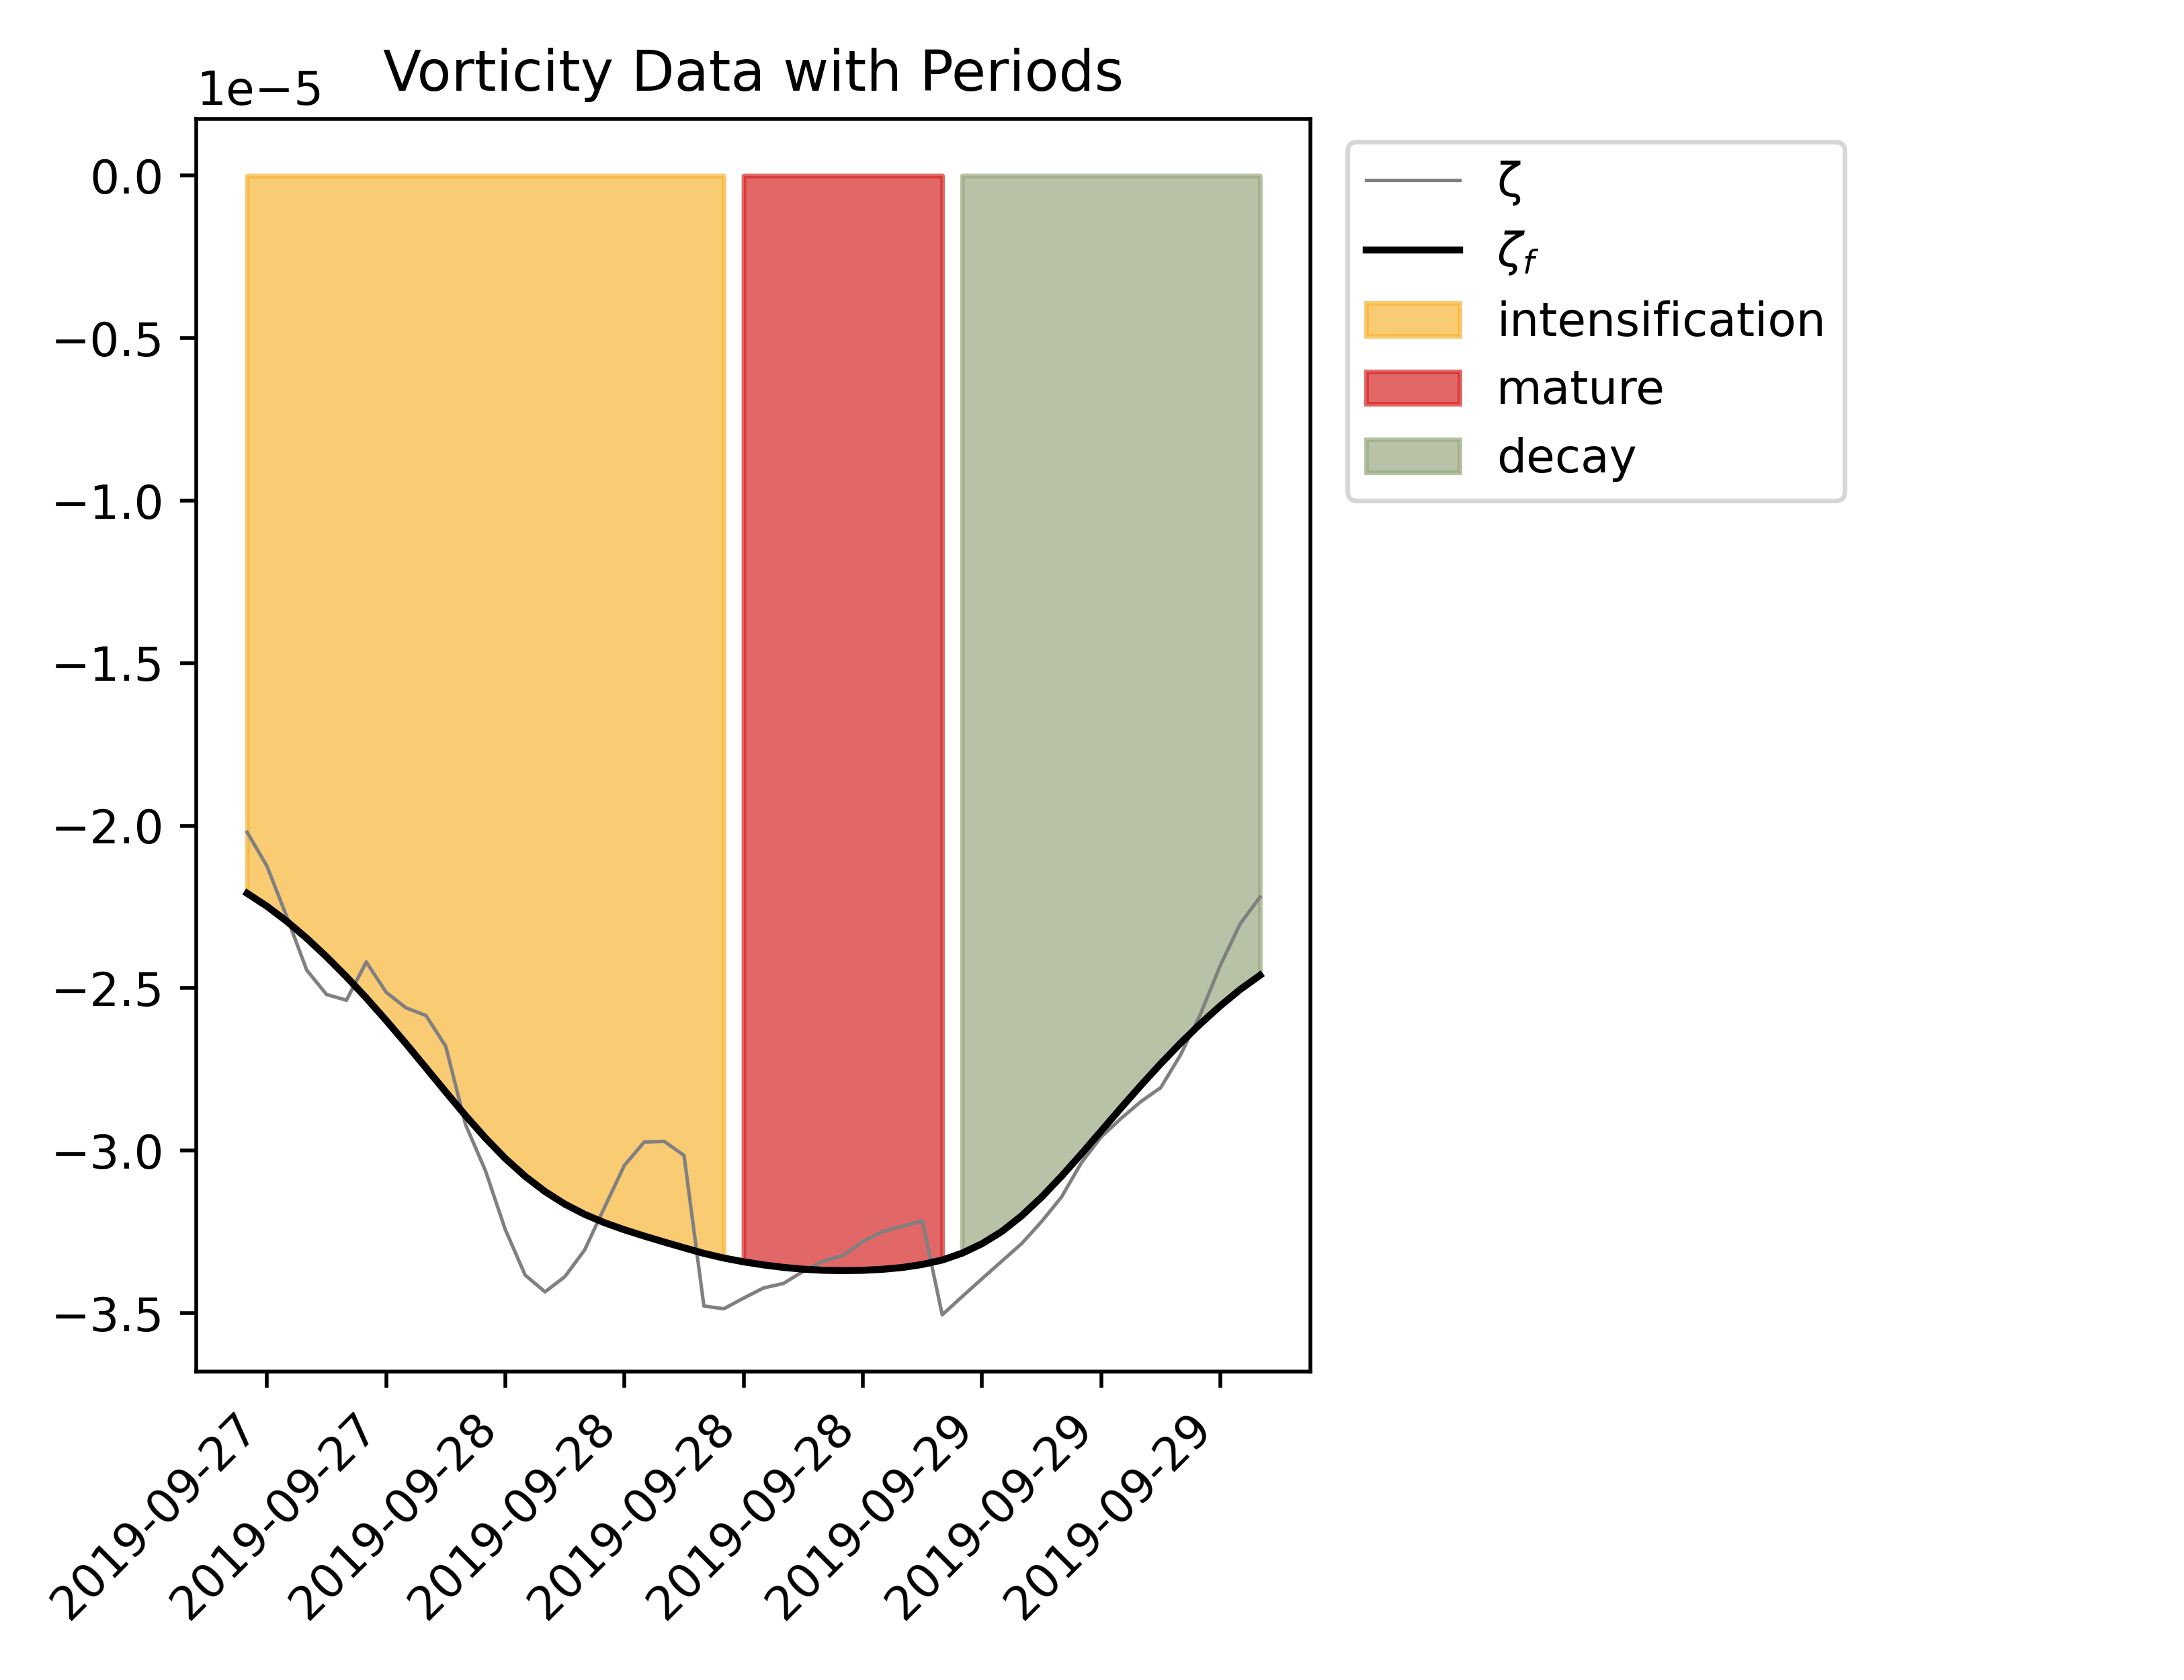 Vorticity Data with Periods
1e−5
0.0
−0.5
−1.0
−1.5
−2.0
−2.5
−3.0
−3.5
2019-09-27
2019-09-27
2019-09-28
2019-09-28
2019-09-28
2019-09-28
2019-09-29
2019-09-29
2019-09-29
ζ
ζf
intensification
mature
decay